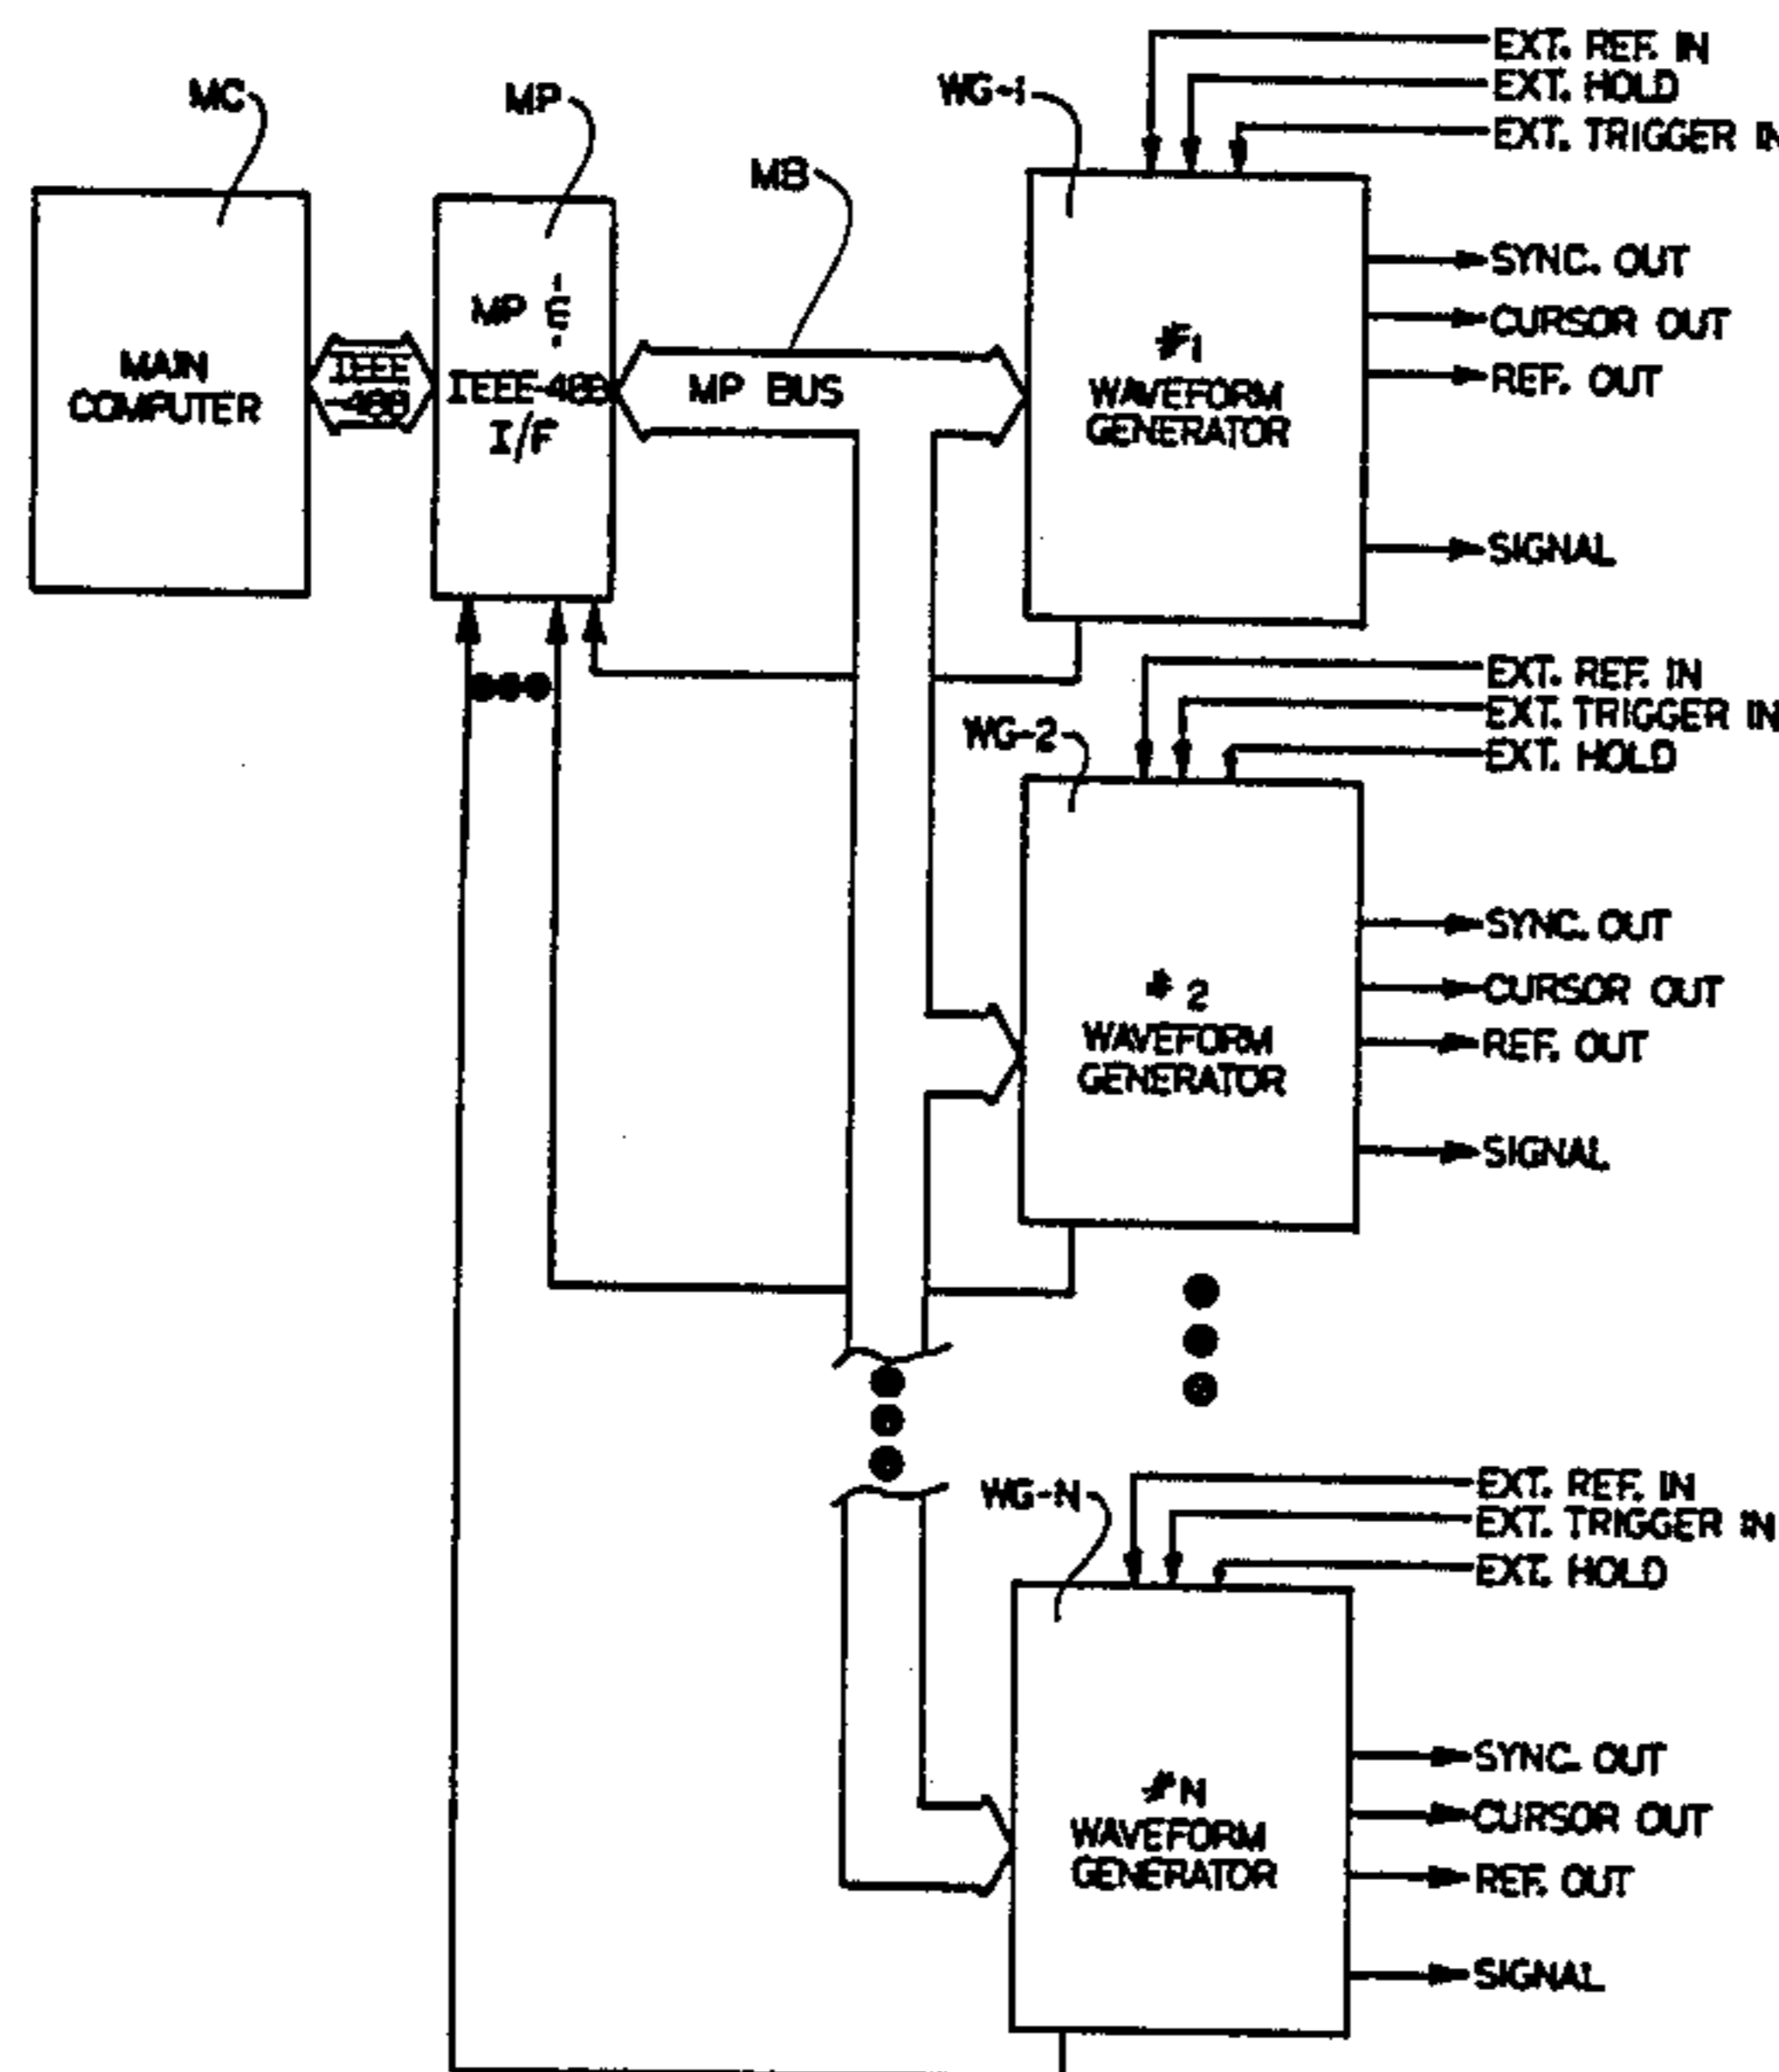 MC
MP
MB
WG-1
EXT. REF. IN
EXT. HOLD
EXT. TRIGGER IN
MAIN
COMPUTER
IEEE
-488
MP &
IEEE-488
I/F
MP BUS
#1
WAVEFORM
GENERATOR
SYNC. OUT
CURSOR OUT
REF. OUT
SIGNAL
WG-2
EXT. REF. IN
EXT. TRIGGER IN
EXT. HOLD
#2
WAVEFORM
GENERATOR
SYNC. OUT
CURSOR OUT
REF. OUT
SIGNAL
WG-N
EXT. REF. IN
EXT. TRIGGER IN
EXT. HOLD
#N
WAVEFORM
GENERATOR
SYNC. OUT
CURSOR OUT
REF. OUT
SIGNAL